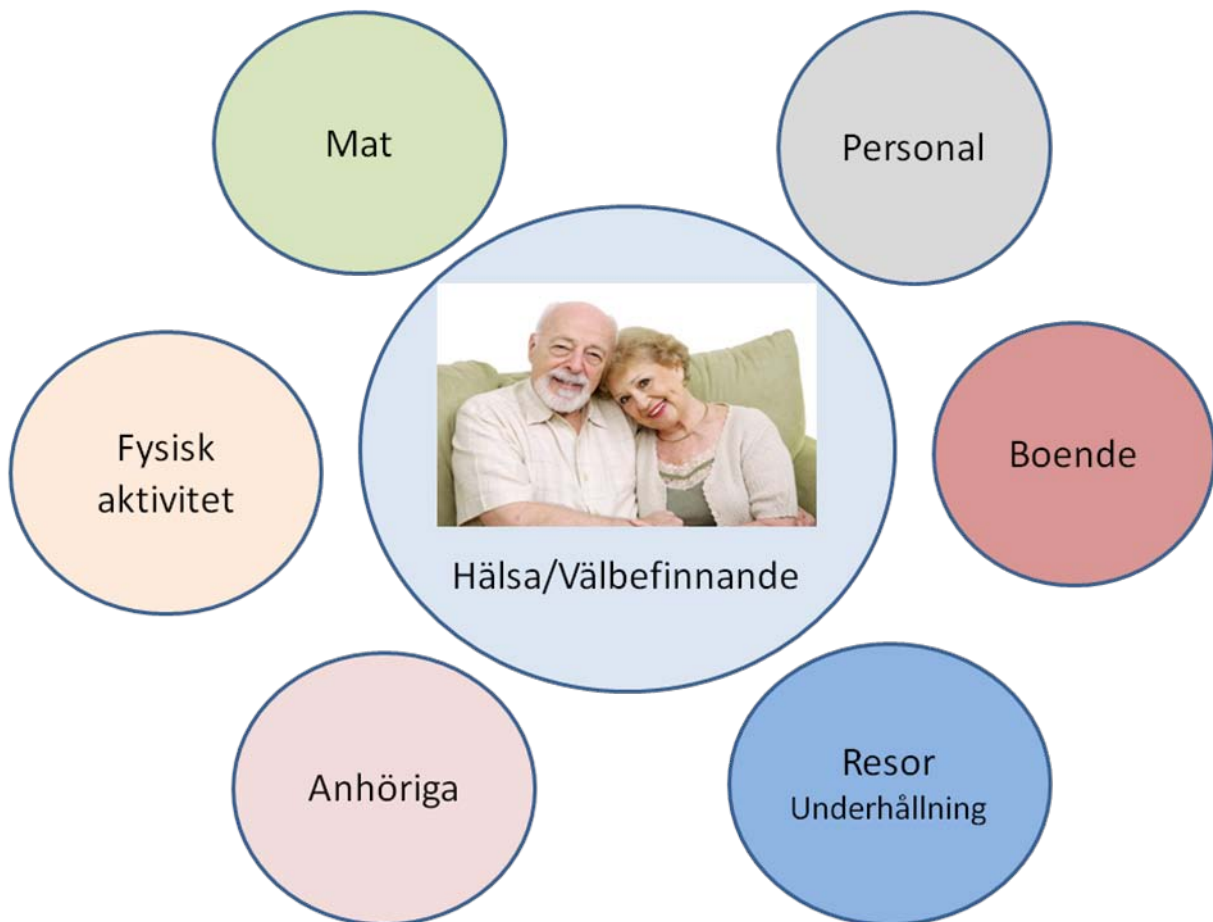 Mat
Personal
Fysisk
aktivitet
Boende
Hälsa/Välbefinnande
Anhöriga
Resor
Underhållning